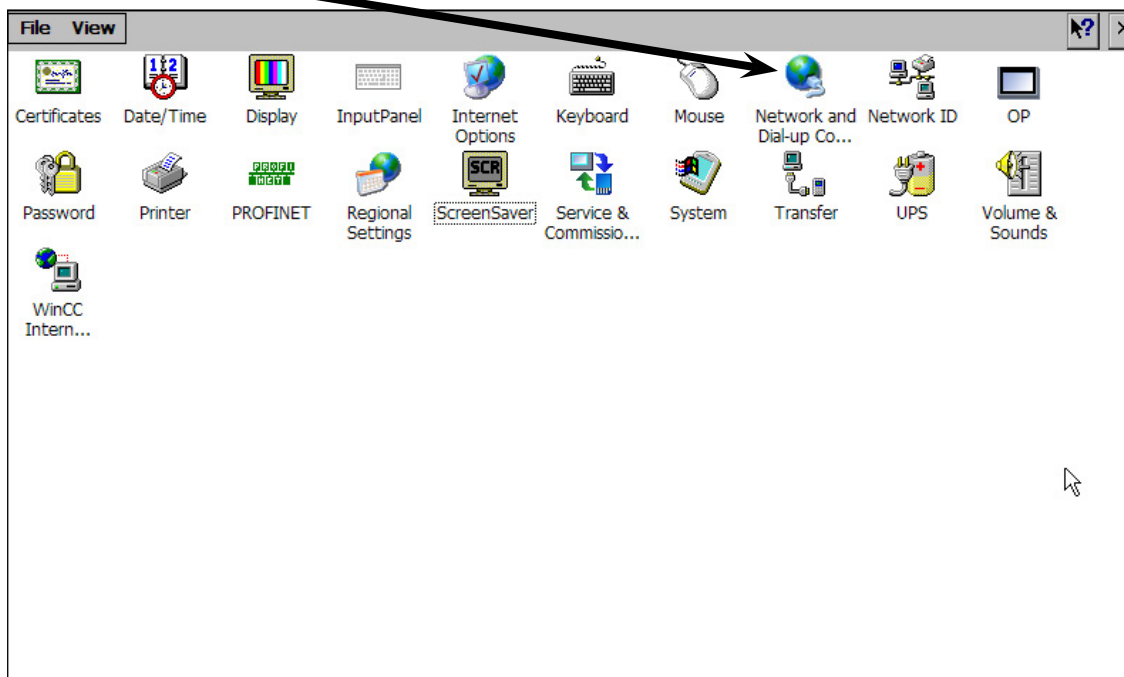 File View
?
Certificates Date/Time Display InputPanel Internet Options Keyboard Mouse Network and Dial-up Co... Network ID OP
Password Printer PROFINET Regional Settings SCR ScreenSaver Service & Commissio... System Transfer UPS Volume & Sounds
WinCC Intern...